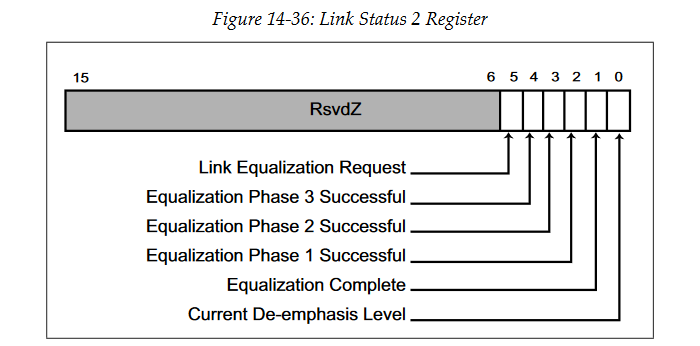 Figure 14-36: Link Status 2 Register
15 6 5 4 3 2 1 0
RsvdZ
Link Equalization Request
Equalization Phase 3 Successful
Equalization Phase 2 Successful
Equalization Phase 1 Successful
Equalization Complete
Current De-emphasis Level